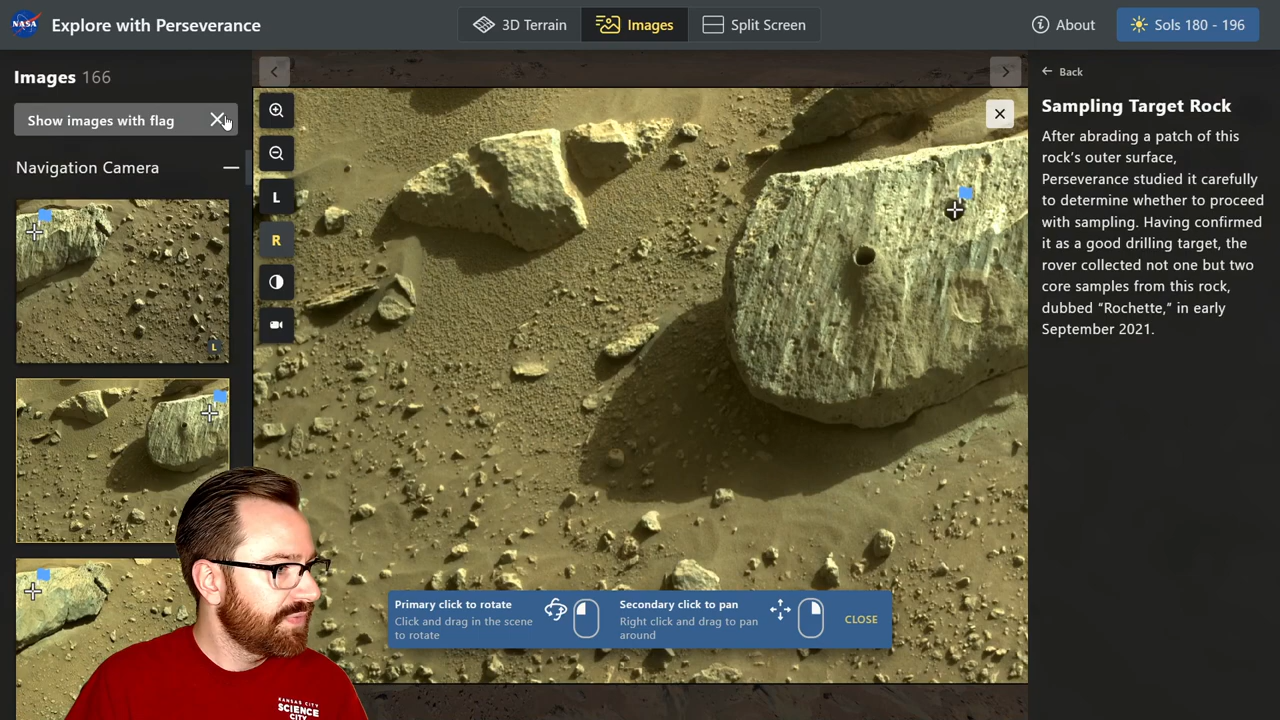 NASA
Explore with Perseverance
3D Terrain
Images
Split Screen
About
Sols 180 - 196
Images 166
Show images with flag
Navigation Camera
L
L
R
Back
Sampling Target Rock
After abrading a patch of this
rock’s outer surface,
Perseverance studied it carefully
to determine whether to proceed
with sampling. Having confirmed
it as a good drilling target, the
rover collected not one but two
core samples from this rock,
dubbed “Rochette,” in early
September 2021.
Primary click to rotate
Click and drag in the scene
to rotate
Secondary click to pan
Right click and drag to pan
around
CLOSE
KANSAS CITY
SCIENCE
CITY